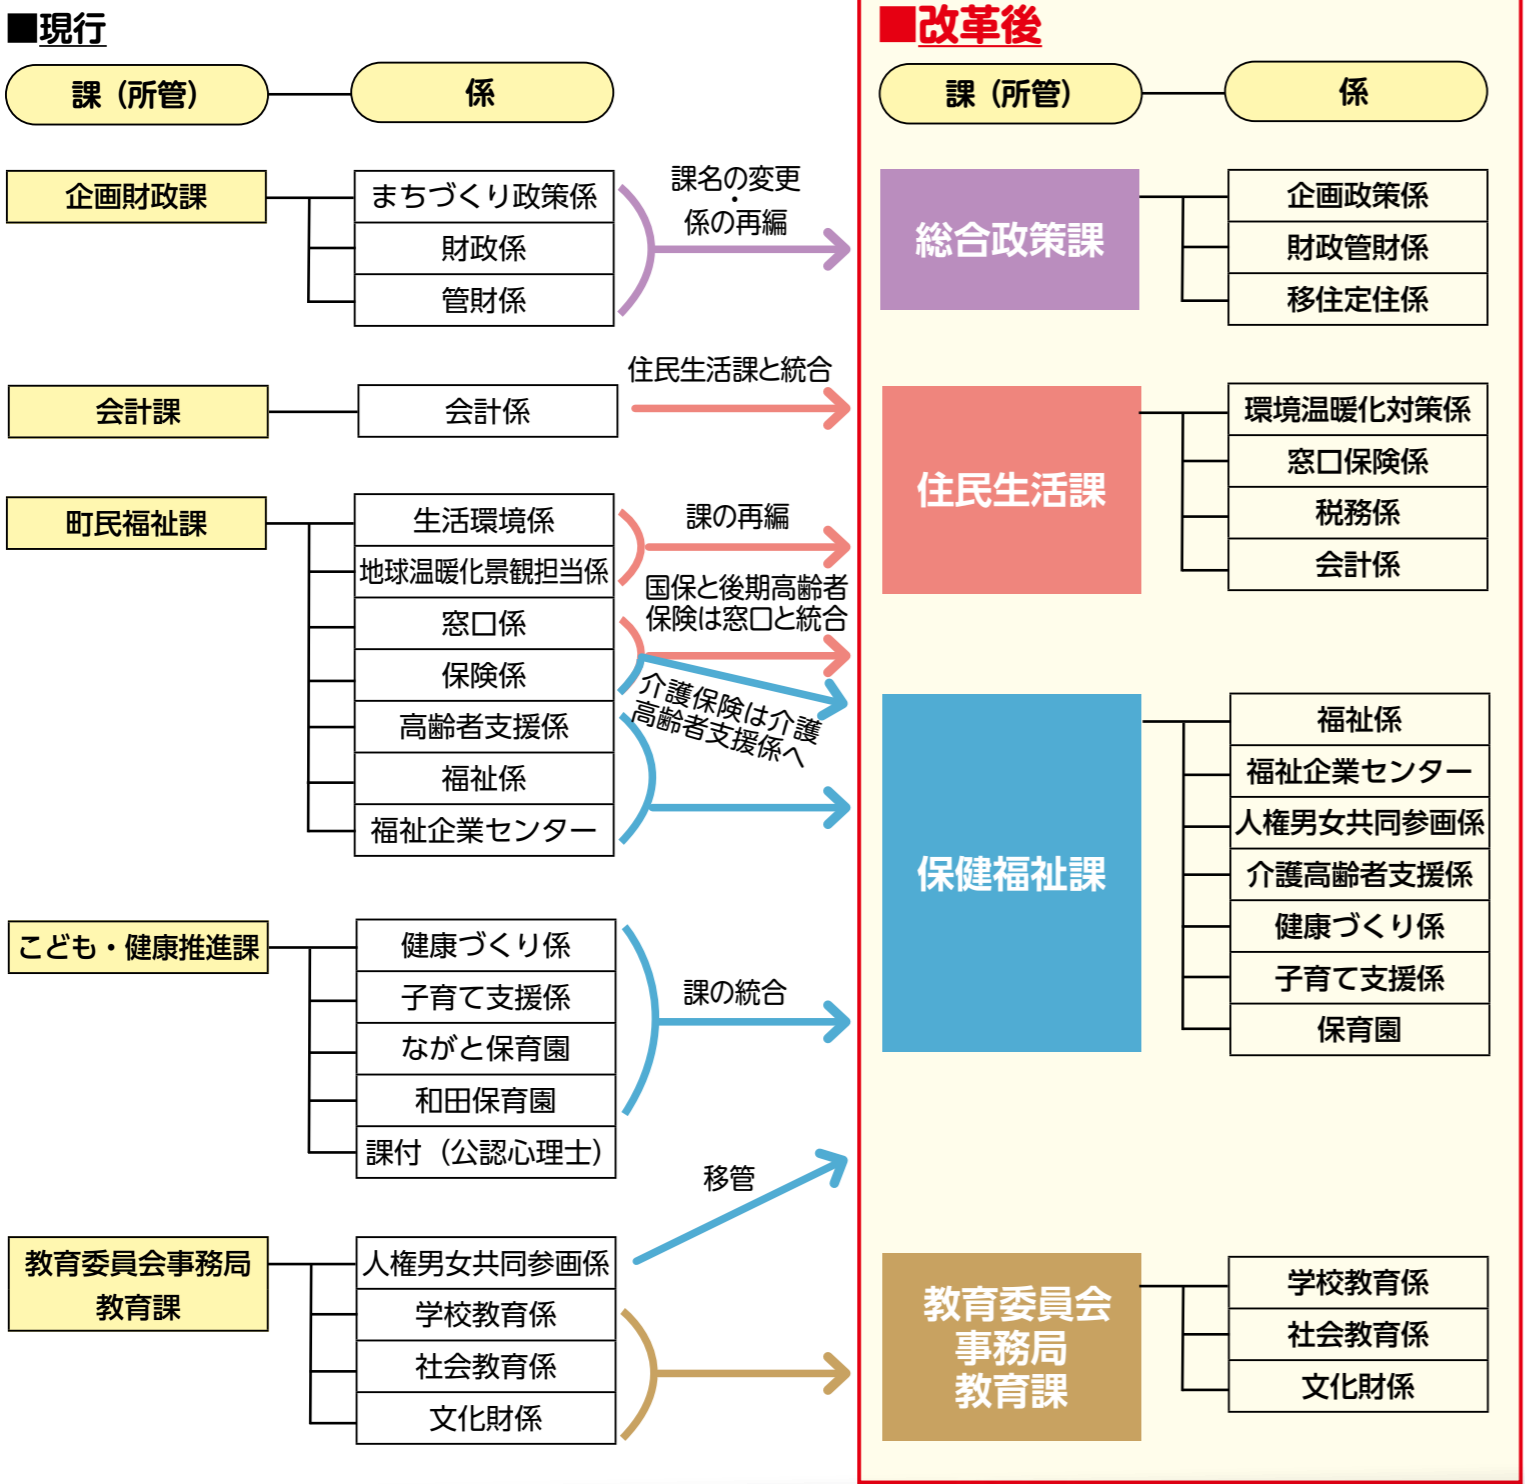 ■現行
課（所管）
係
企画財政課
まちづくり政策係
財政係
管財係
課名の変更
・
係の再編
会計課
会計係
住民生活課と統合
町民福祉課
生活環境係
地球温暖化景観担当係
窓口係
保険係
高齢者支援係
福祉係
福祉企業センター
課の再編
国保と後期高齢者
保険は窓口と統合
介護保険は介護
高齢者支援係へ
こども・健康推進課
健康づくり係
子育て支援係
ながと保育園
和田保育園
課付（公認心理士）
課の統合
教育委員会事務局
教育課
人権男女共同参画係
学校教育係
社会教育係
文化財係
移管
■改革後
課（所管）
係
総合政策課
企画政策係
財政管財係
移住定住係
住民生活課
環境温暖化対策係
窓口保険係
税務係
会計係
保健福祉課
福祉係
福祉企業センター
人権男女共同参画係
介護高齢者支援係
健康づくり係
子育て支援係
保育園
教育委員会
事務局
教育課
学校教育係
社会教育係
文化財係